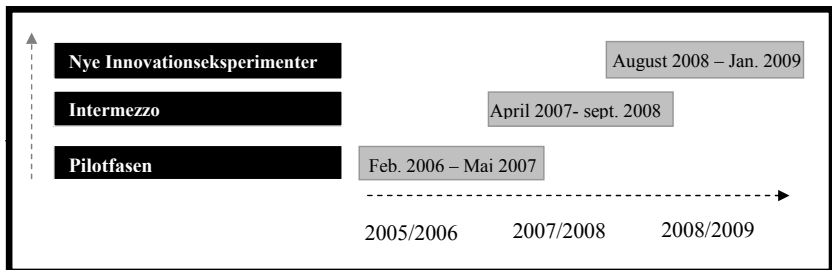 Nye Innovationseksperimenter August 2008 – Jan. 2009
Intermezzo April 2007- sept. 2008
Pilotfasen Feb. 2006 – Mai 2007
2005/2006 2007/2008 2008/2009